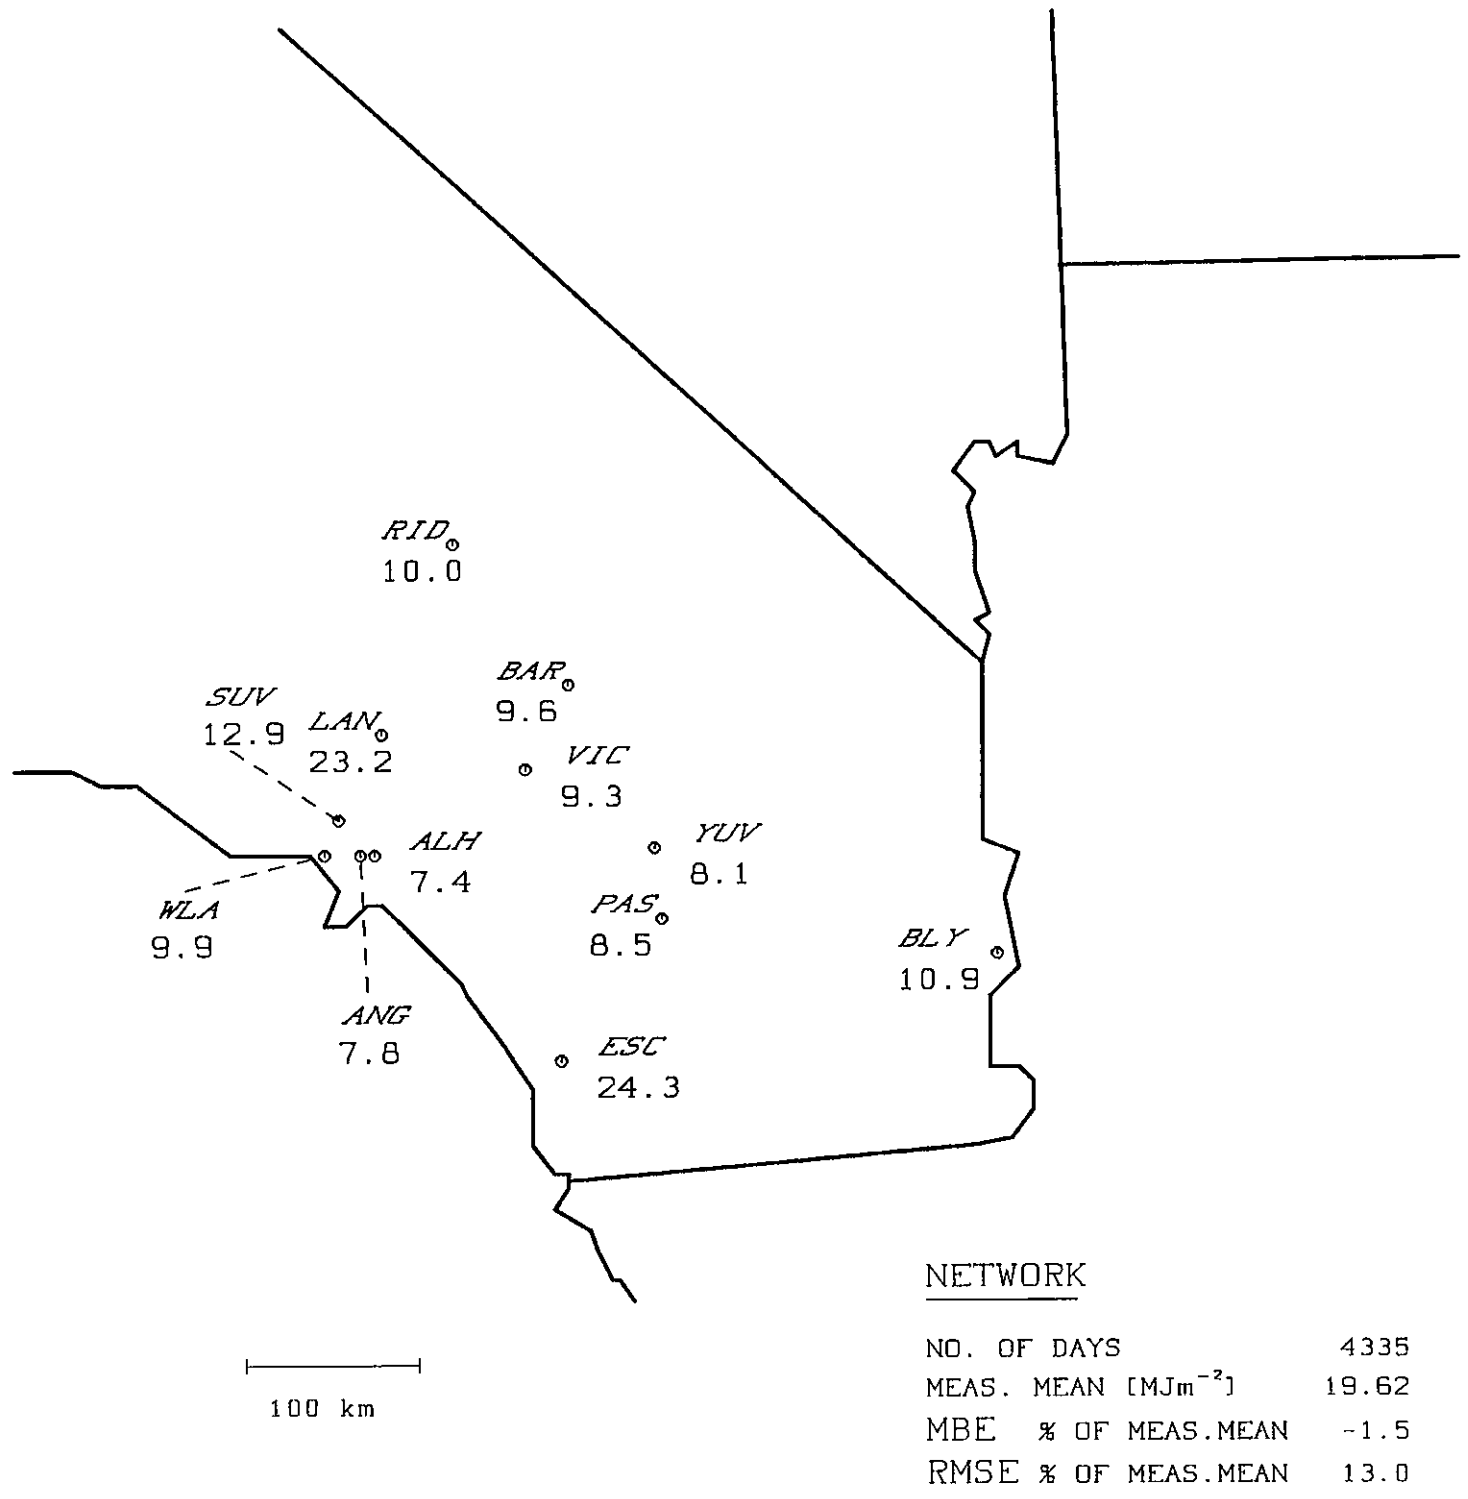 RID
10.0
BAR
9.6
SUV
12.9
LAN
23.2
VIC
9.3
ALH
7.4
YUV
8.1
WLA
9.9
PAS
8.5
BLY
10.9
ANG
7.8
ESC
24.3
NETWORK
NO. OF DAYS 4335
MEAS. MEAN [MJm⁻²] 19.62
MBE % OF MEAS.MEAN -1.5
RMSE % OF MEAS.MEAN 13.0
100 km